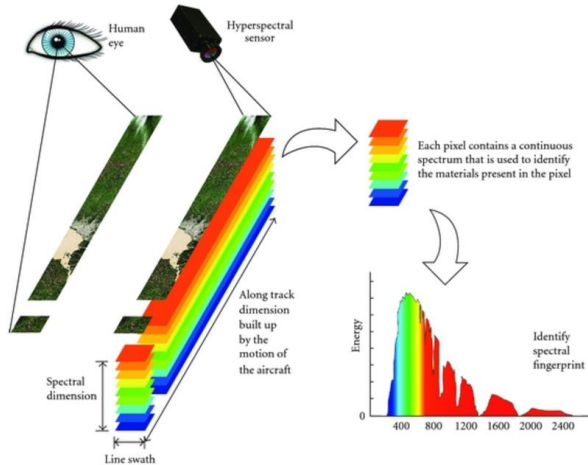 Human
eye
Hyperspectral
sensor
Each pixel contains a continuous
spectrum that is used to identify
the materials present in the pixel
Along track
dimension
built up
by the
motion of
the aircraft
Spectral
dimension
Line swath
Energy
Identify
spectral
fingerprint
0
400 800 1200 1600 2000 2400